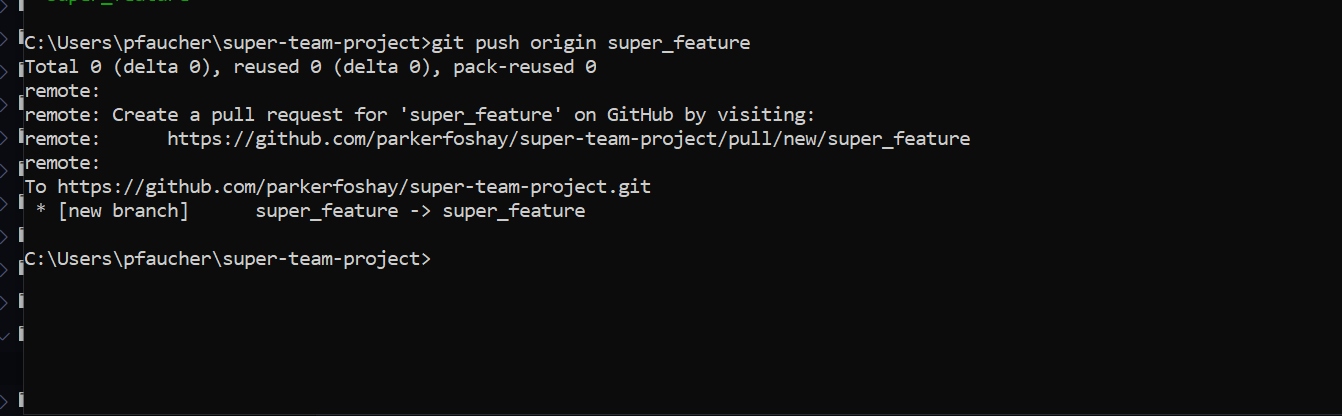 super_feature
C:\Users\pfaucher\super-team-project>git push origin super_feature
Total 0 (delta 0), reused 0 (delta 0), pack-reused 0
remote:
remote: Create a pull request for 'super_feature' on GitHub by visiting:
remote:      https://github.com/parkerfoshay/super-team-project/pull/new/super_feature
remote:
To https://github.com/parkerfoshay/super-team-project.git
 * [new branch]      super_feature -> super_feature
C:\Users\pfaucher\super-team-project>